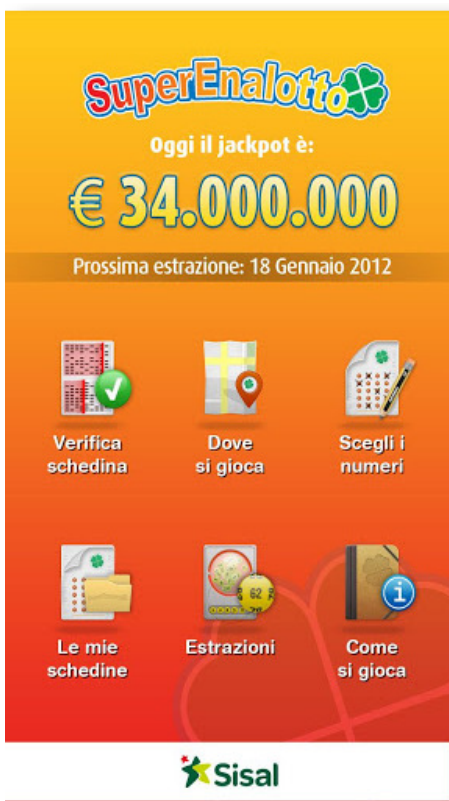 SuperEnalotto
Oggi il jackpot è:
€ 34.000.000
Prossima estrazione: 18 Gennaio 2012
Verifica
schedina
Dove
si gioca
Scegli i
numeri
62
Le mie
schedine
Estrazioni
Come
si gioca
Sisal